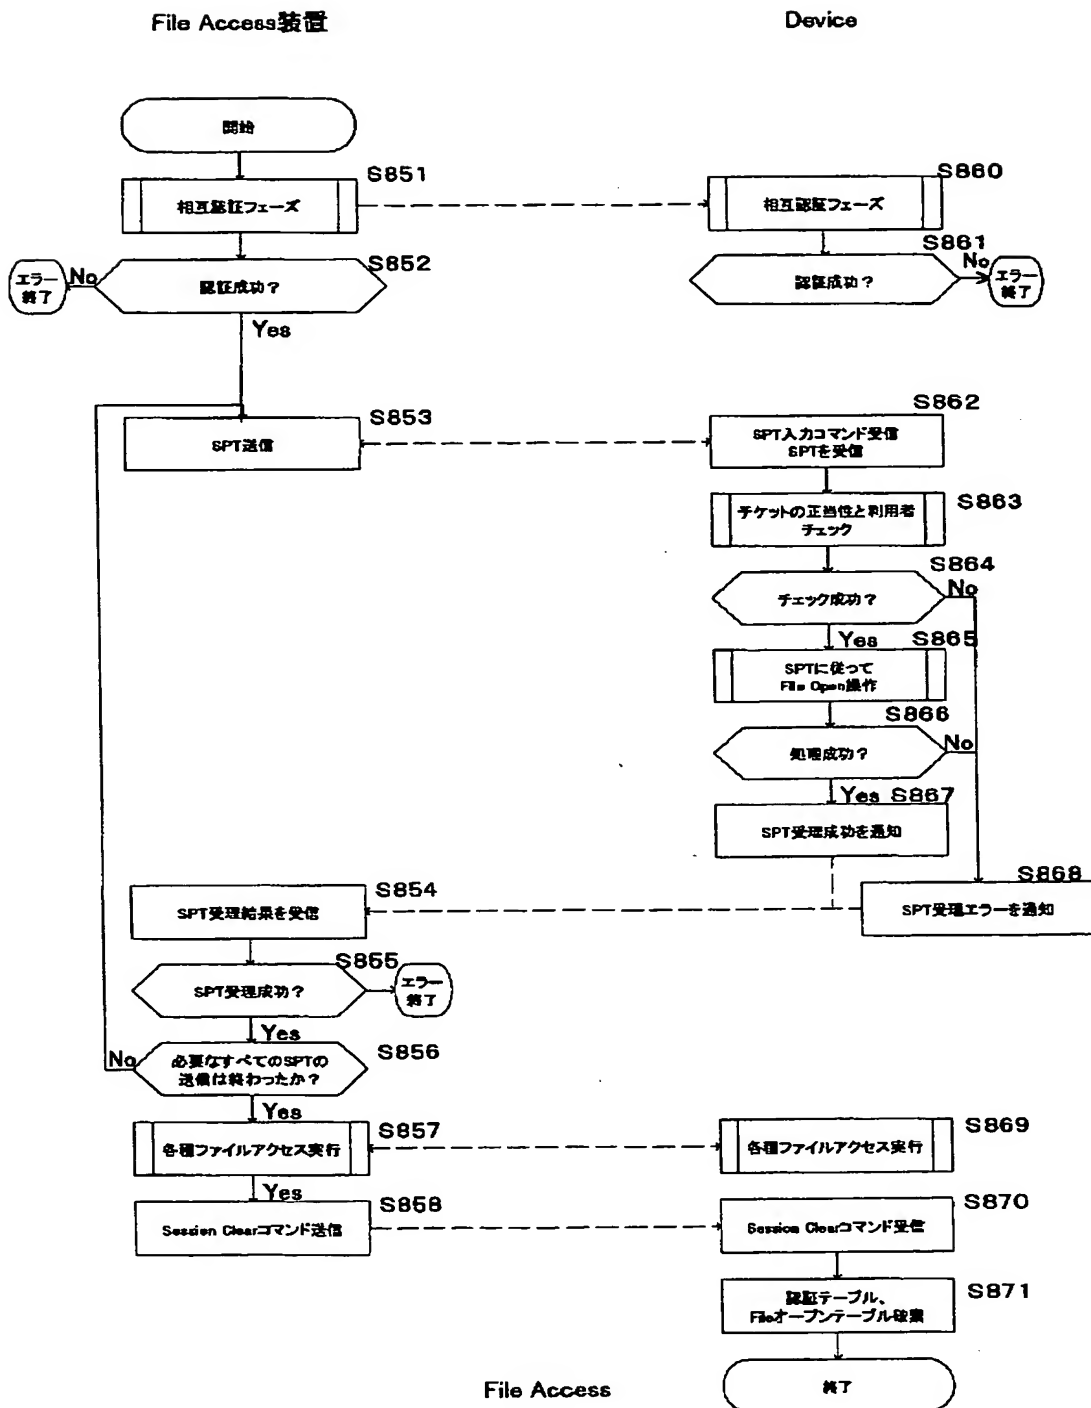 File Access装置
Device
開始
S851
相互認証フェーズ
S860
相互認証フェーズ
S852
認証成功？
No
エラー
終了
Yes
S861
認証成功？
No
エラー
終了
S853
SPT送信
S862
SPT入力コマンド受信
SPTを受信
S863
チケットの正当性と利用者
チェック
S864
チェック成功？
No
Yes
S865
SPTに従って
File Open操作
S866
処理成功？
No
Yes
S867
SPT受理成功を通知
S868
SPT受理エラーを通知
S854
SPT受理結果を受信
S855
SPT受理成功？
エラー
終了
Yes
S856
No
必要なすべてのSPTの
送信は終わったか？
Yes
S857
各種ファイルアクセス実行
S869
各種ファイルアクセス実行
Yes
S858
Session Clearコマンド送信
S870
Session Clearコマンド受信
S871
認証テーブル、
Fileオープンテーブル破棄
終了
File Access